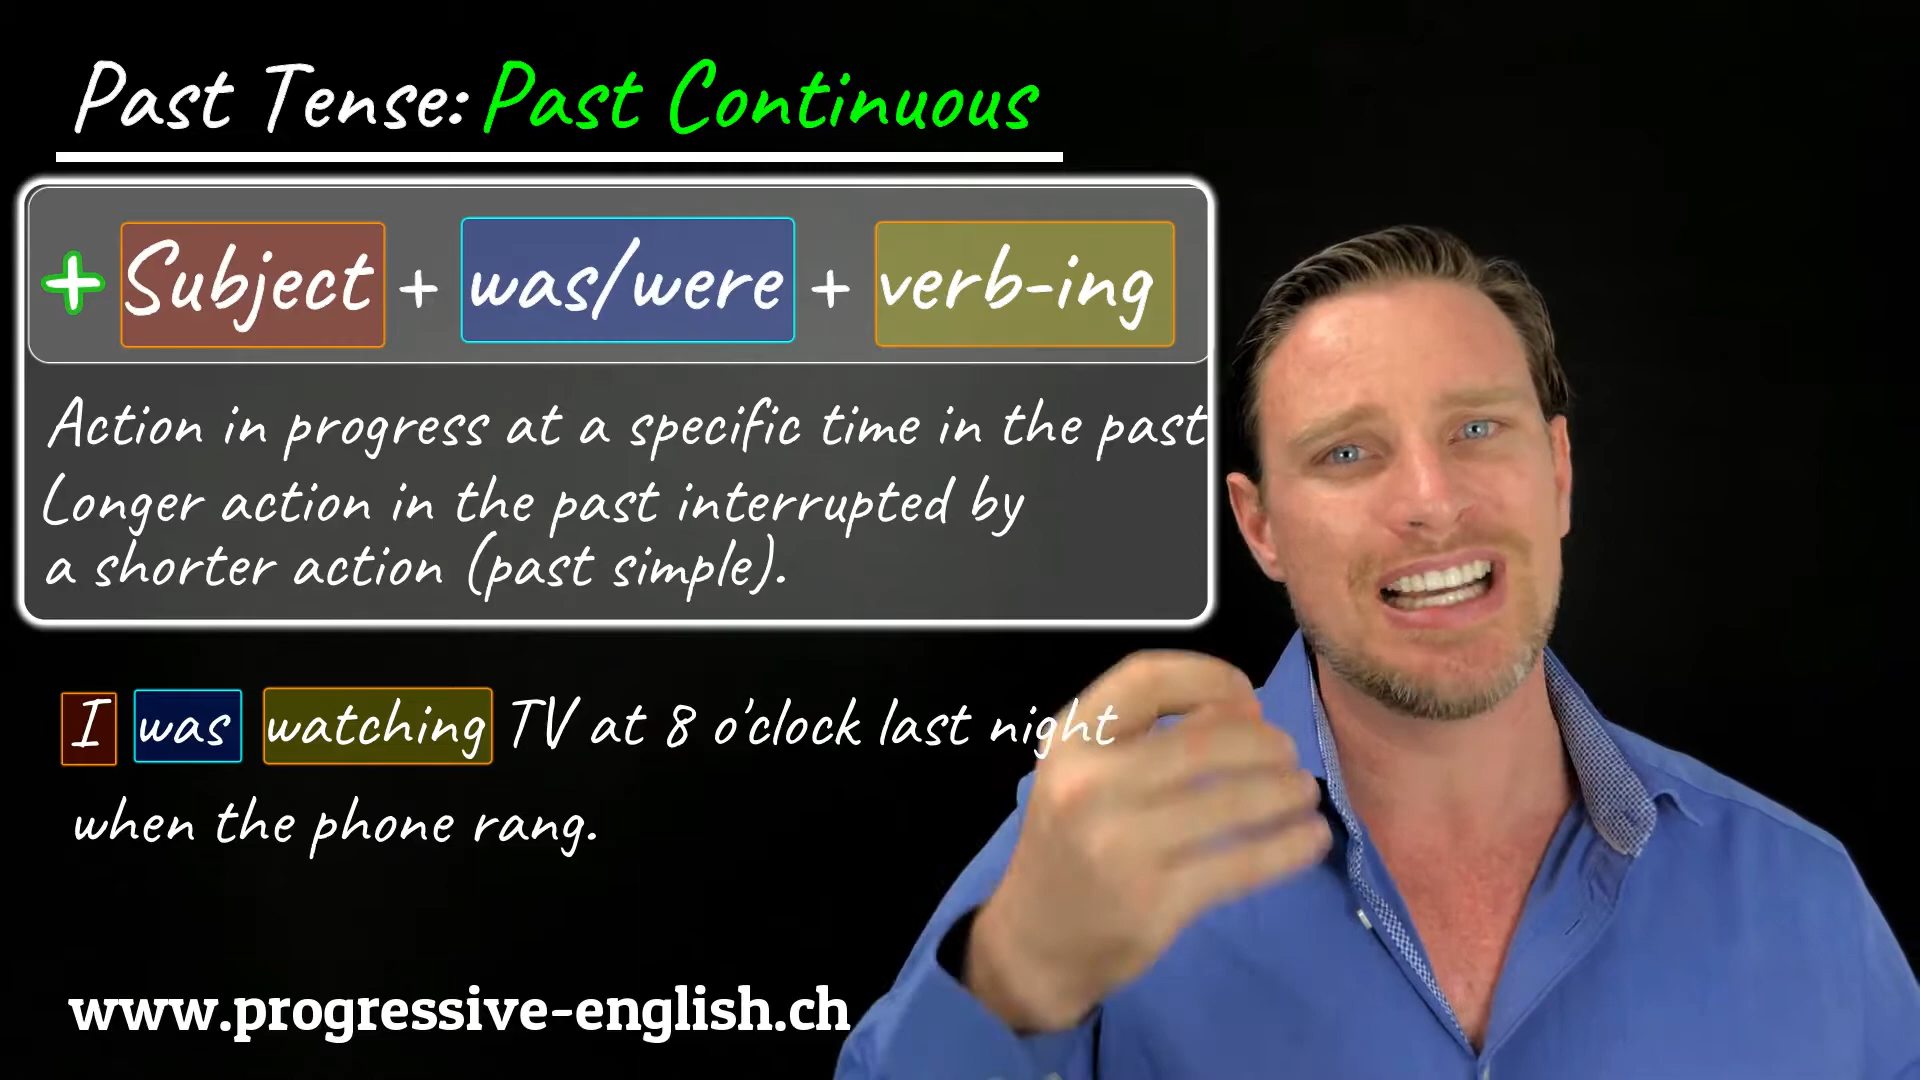 Past Tense: Past Continuous
+ Subject + was/were + verb-ing
Action in progress at a specific time in the past
Longer action in the past interrupted by
a shorter action (past simple).
I was watching TV at 8 o'clock last night
when the phone rang.
www.progressive-english.ch